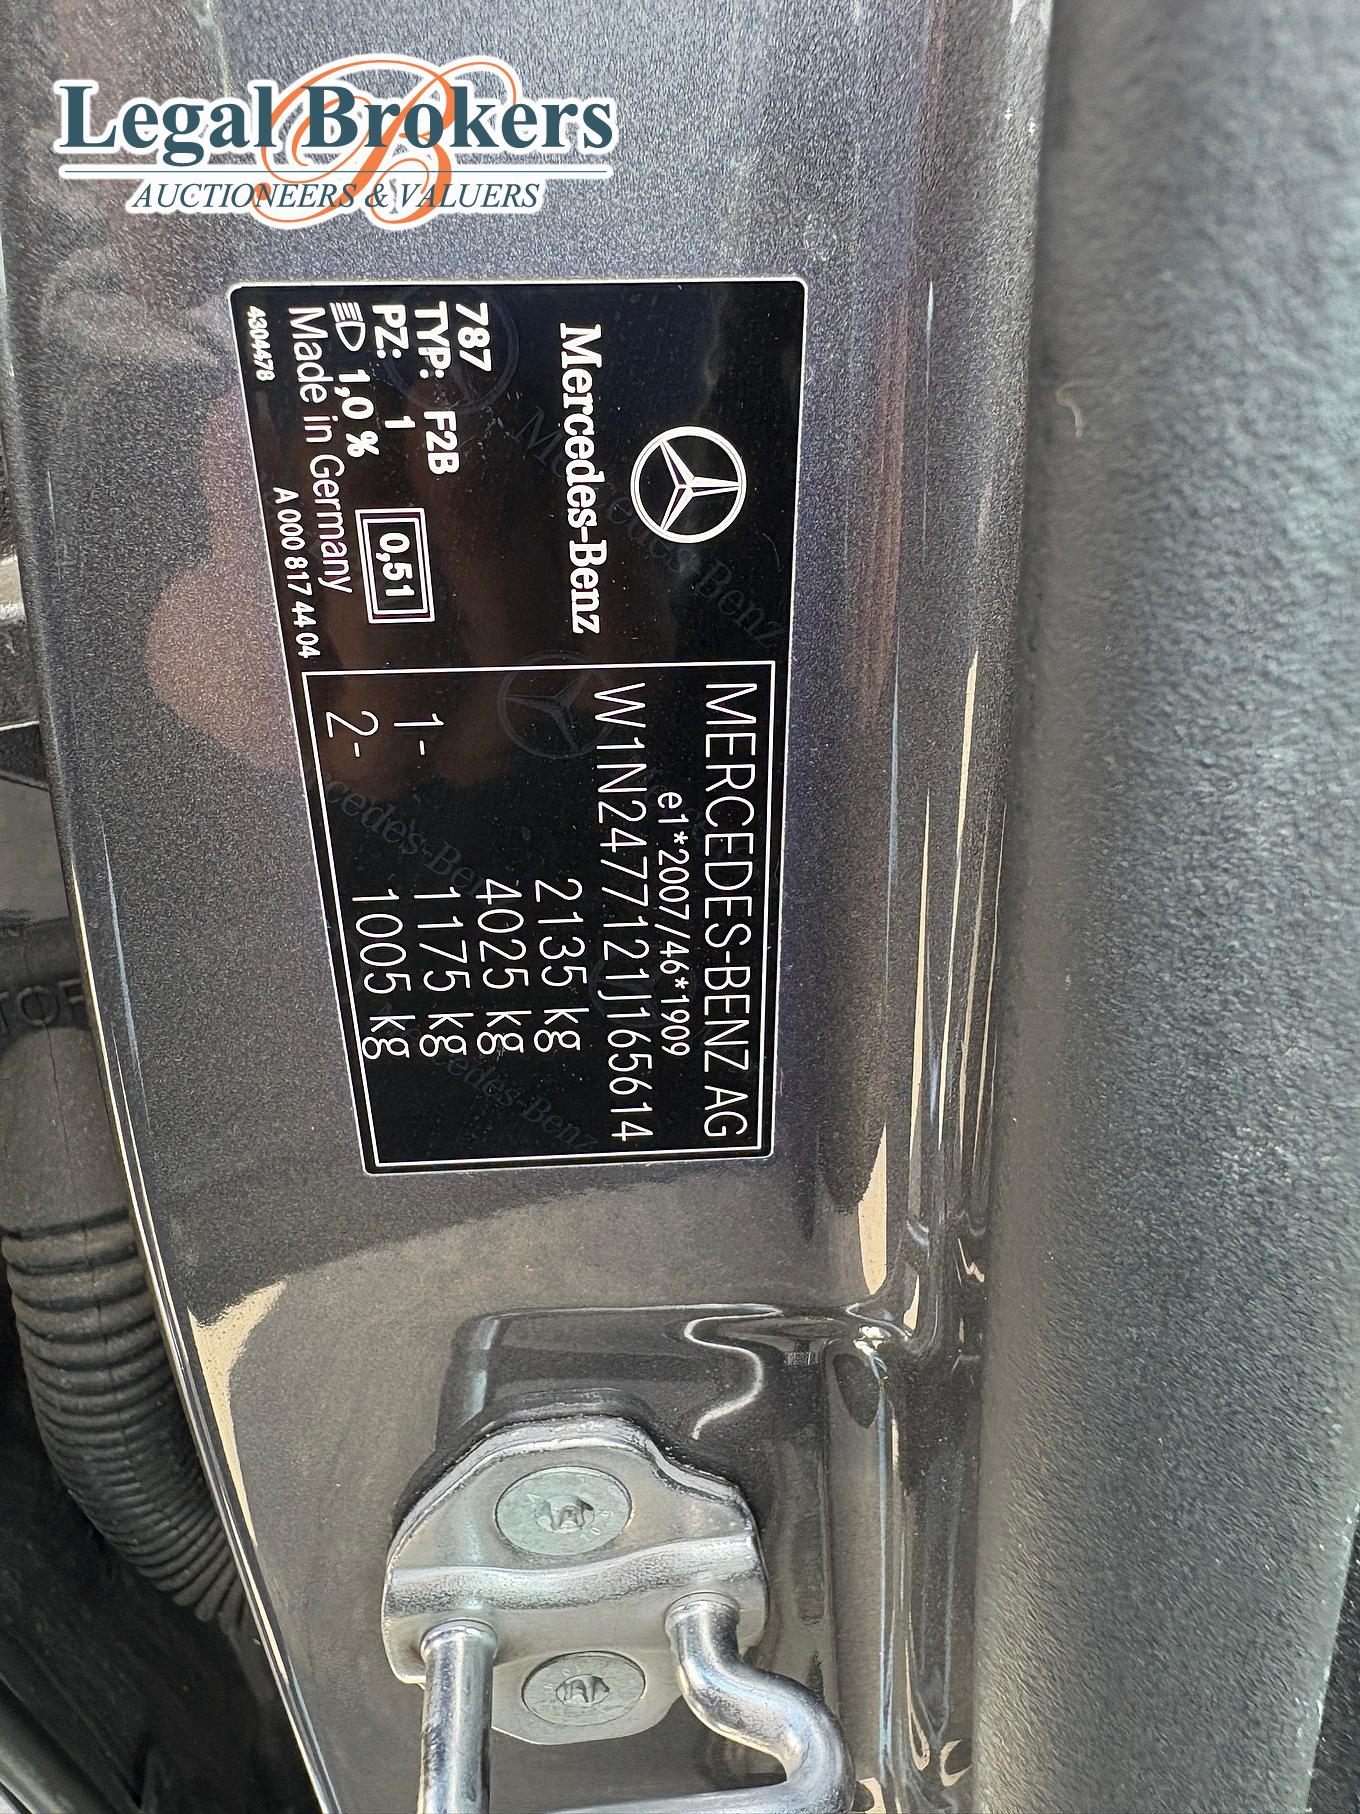 Legal Brokers
AUCTIONEERS & VALUERS
Mercedes-Benz
787
TYP: F2B
PZ: 1
1,0 %
0,51
Made in Germany
4304478
A 000 817 44 04
MERCEDES-BENZ AG
e1*2007/46*1909
W1N2477121J165614
2135 kg
4025 kg
1- 1175 kg
2- 1005 kg